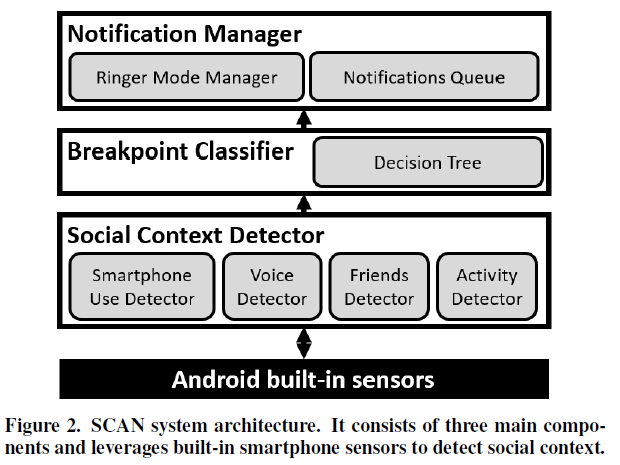 Notification Manager
Ringer Mode Manager
Notifications Queue
Breakpoint Classifier
Decision Tree
Social Context Detector
Smartphone
Use Detector
Voice
Detector
Friends
Detector
Activity
Detector
Android built-in sensors
Figure 2. SCAN system architecture. It consists of three main compo-
nents and leverages built-in smartphone sensors to detect social context.